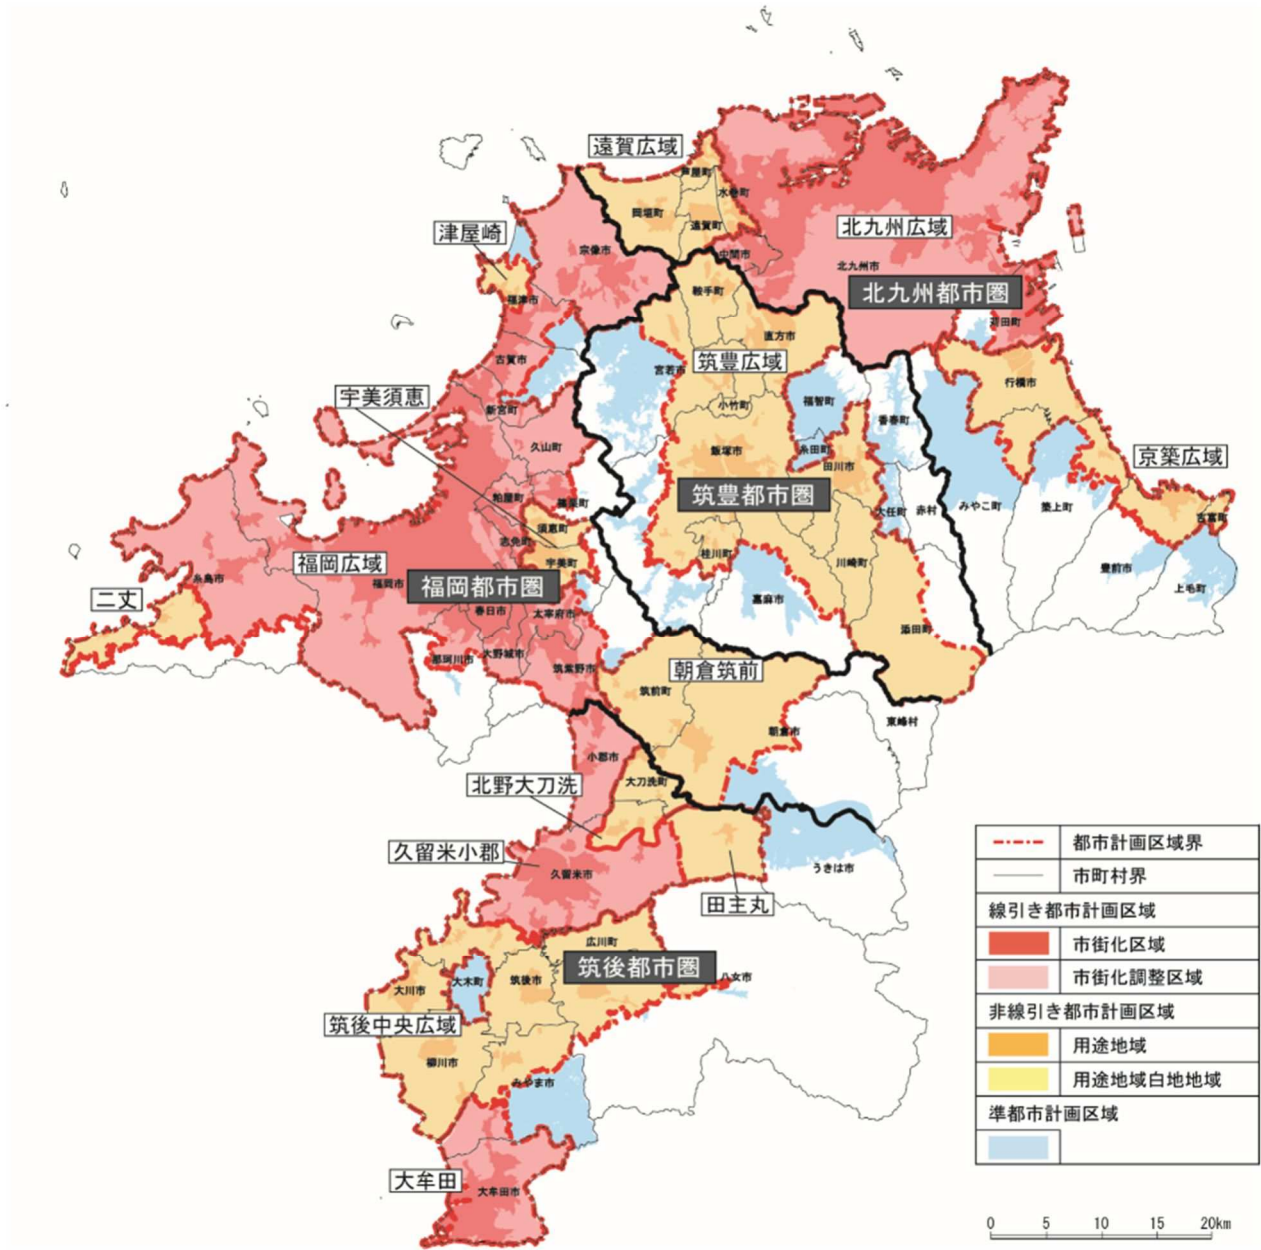 遠賀広域
芦屋町
水巻町
岡垣町
遠賀町
津屋崎
北九州広域
宗像市
中間市
北九州市
北九州都市圏
福津市
鞍手町
苅田町
直方市
古賀市
筑豊広域
宮若市
行橋市
宇美須恵
福智町
小竹町
新宮町
香春町
久山町
糸田町
飯塚市
田川市
京築広域
粕屋町
篠栗町
筑豊都市圏
みやこ町
築上町
大任町
赤村
吉富町
須恵町
志免町
桂川町
宇美町
川崎町
福岡広域
豊前市
糸島市
福岡市
福岡都市圏
上毛町
二丈
嘉麻市
春日市
太宰府市
添田町
大野城市
那珂川市
筑紫野市
朝倉筑前
筑前町
東峰村
朝倉市
小郡市
大刀洗町
北野大刀洗
久留米小郡
久留米市
うきは市
田主丸
広川町
筑後都市圏
八女市
大木町
筑後市
大川市
筑後中央広域
柳川市
みやま市
大牟田
大牟田市
都市計画区域界
市町村界
線引き都市計画区域
市街化区域
市街化調整区域
非線引き都市計画区域
用途地域
用途地域白地地域
準都市計画区域
0 5 10 15 20km